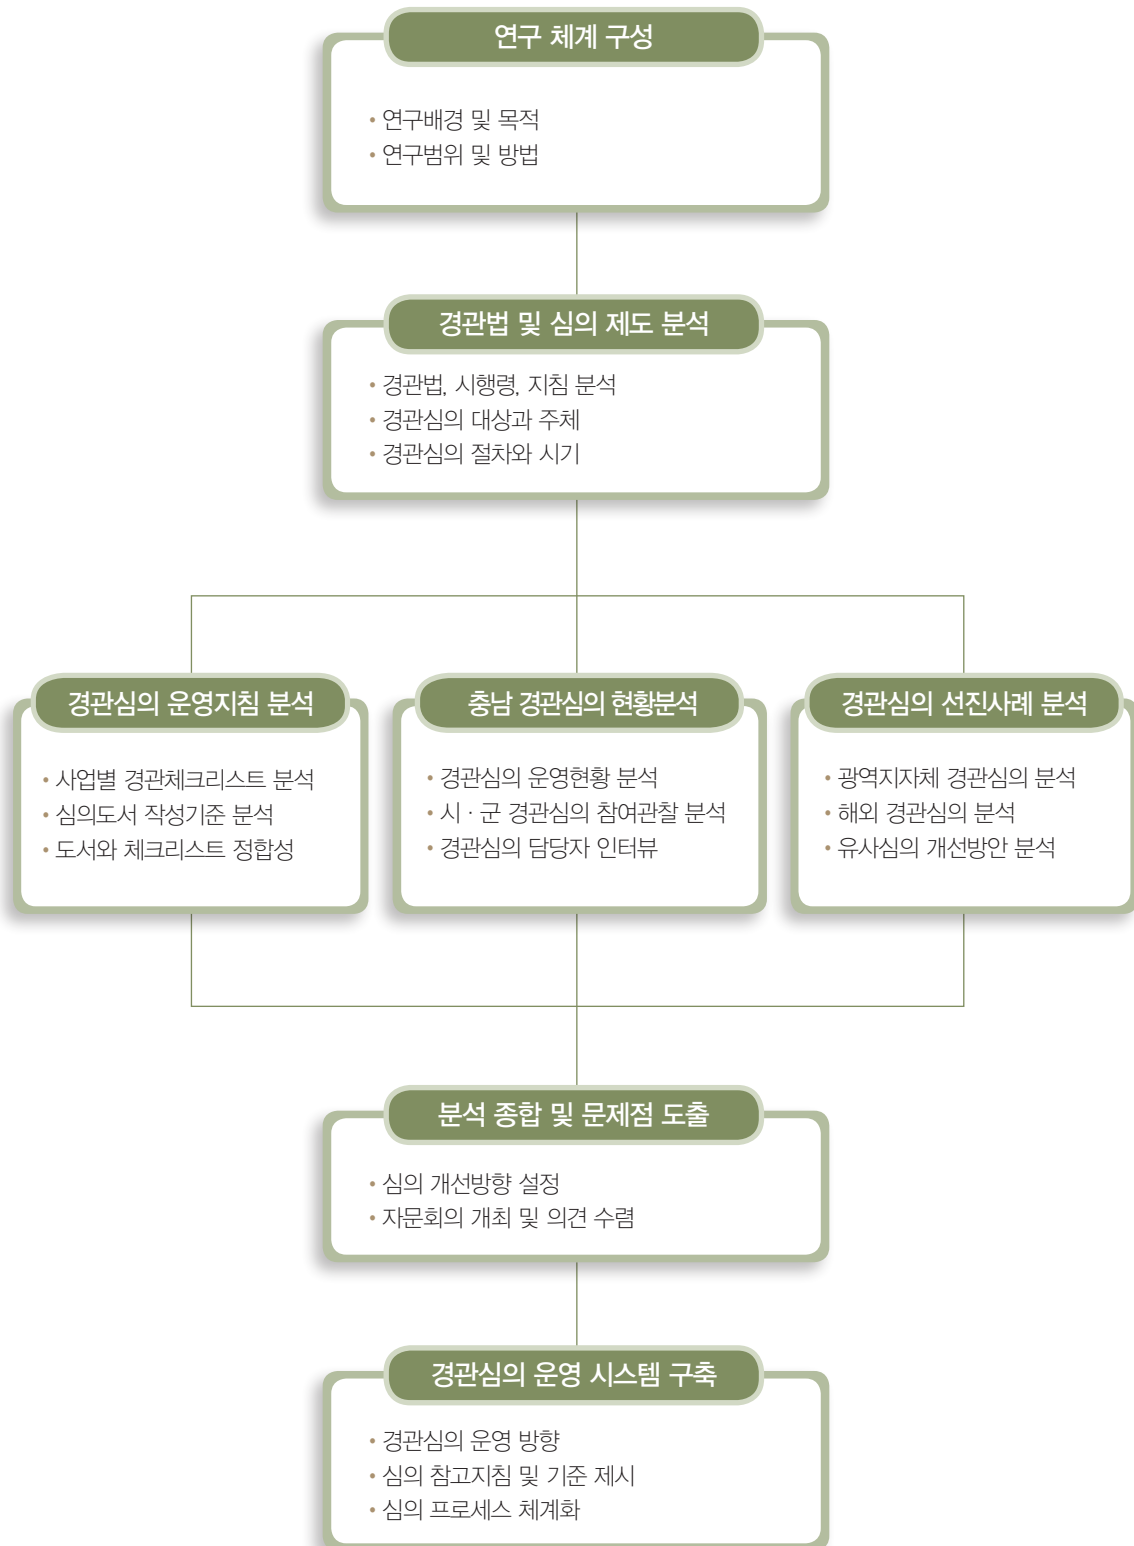 연구 체계 구성
• 연구배경 및 목적
• 연구범위 및 방법
경관법 및 심의 제도 분석
• 경관법, 시행령, 지침 분석
• 경관심의 대상과 주체
• 경관심의 절차와 시기
경관심의 운영지침 분석
• 사업별 경관체크리스트 분석
• 심의도서 작성기준 분석
• 도서와 체크리스트 정합성
충남 경관심의 현황분석
• 경관심의 운영현황 분석
• 시 · 군 경관심의 참여관찰 분석
• 경관심의 담당자 인터뷰
경관심의 선진사례 분석
• 광역지자체 경관심의 분석
• 해외 경관심의 분석
• 유사심의 개선방안 분석
분석 종합 및 문제점 도출
• 심의 개선방향 설정
• 자문회의 개최 및 의견 수렴
경관심의 운영 시스템 구축
• 경관심의 운영 방향
• 심의 참고지침 및 기준 제시
• 심의 프로세스 체계화